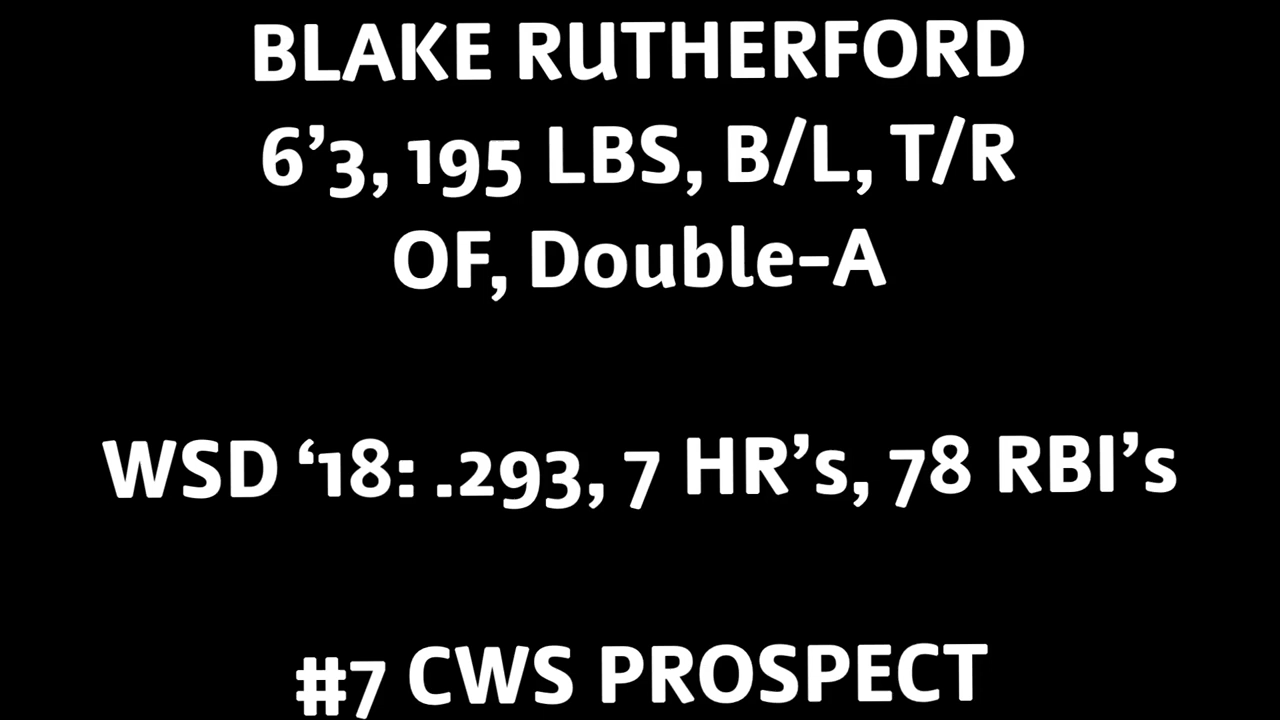 BLAKE RUTHERFORD
6’3, 195 LBS, B/L, T/R
OF, Double-A
WSD ‘18: .293, 7 HR’s, 78 RBI’s
#7 CWS PROSPECT